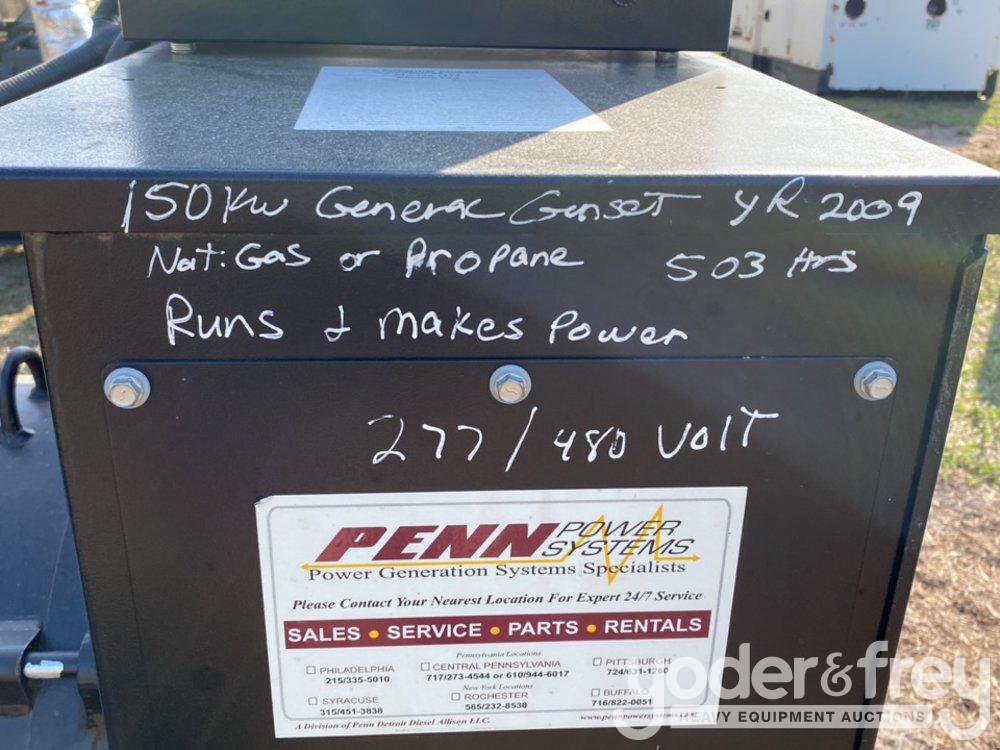 150KW Generac Genset YR 2009
Nat: Gas or Propane 503 Hrs
Runs & makes Power
277/480 VOLT
PENN POWER SYSTEMS
Power Generation Systems Specialists
Please Contact Your Nearest Location For Expert 24/7 Service
SALES • SERVICE • PARTS • RENTALS
Pennsylvania Locations
☐ PHILADELPHIA ☐ CENTRAL PENNSYLVANIA ☐ PITTSBURGH
215/335-5010 717/273-4544 or 610/944-6017 724/631-1260
New York Locations
☐ SYRACUSE ☐ ROCHESTER ☐ BUFFALO
315/451-3838 585/232-8530 716/822-0051
A Division of Penn Detroit Diesel Allison LLC. www.pennpowersystems.com
yoder&frey
HEAVY EQUIPMENT AUCTIONS